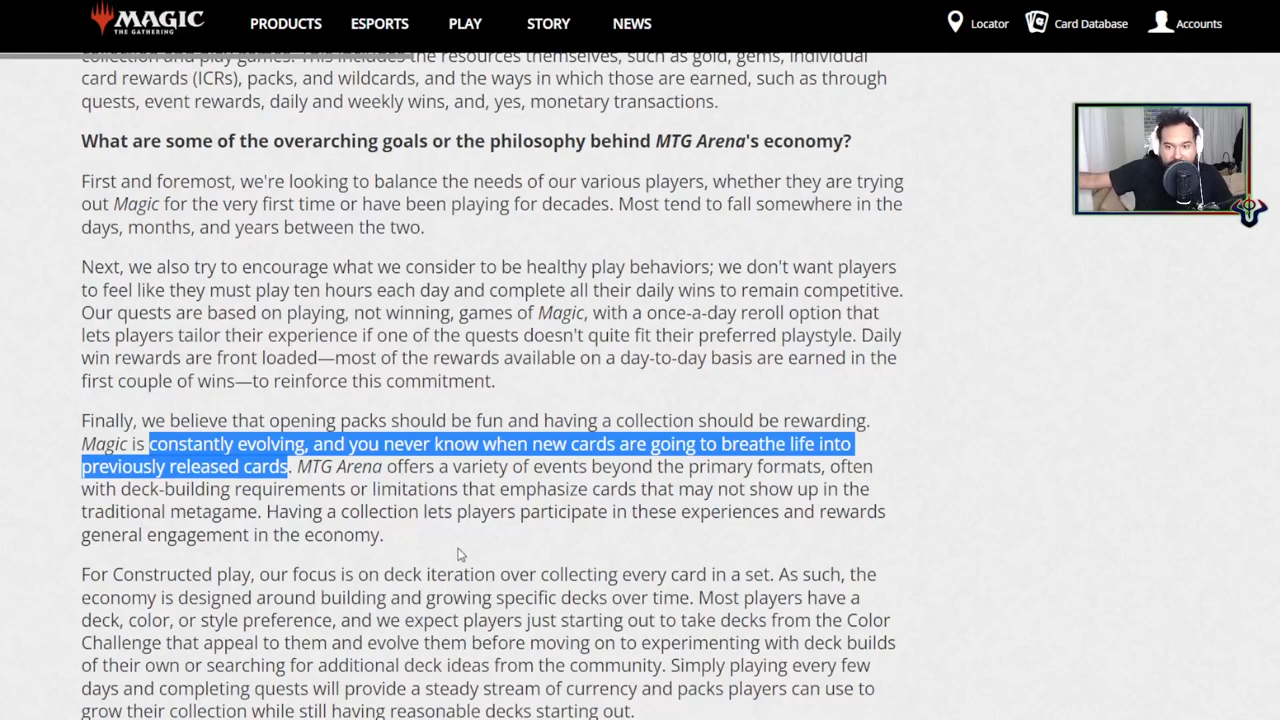 MAGIC
THE GATHERING
PRODUCTS ESPORTS PLAY STORY NEWS Locator Card Database Accounts
collection and play games. This includes the resources themselves, such as gold, gems, individual
card rewards (ICRs), packs, and wildcards, and the ways in which those are earned, such as through
quests, event rewards, daily and weekly wins, and, yes, monetary transactions.
What are some of the overarching goals or the philosophy behind MTG Arena's economy?
First and foremost, we're looking to balance the needs of our various players, whether they are trying
out Magic for the very first time or have been playing for decades. Most tend to fall somewhere in the
days, months, and years between the two.
Next, we also try to encourage what we consider to be healthy play behaviors; we don't want players
to feel like they must play ten hours each day and complete all their daily wins to remain competitive.
Our quests are based on playing, not winning, games of Magic, with a once-a-day reroll option that
lets players tailor their experience if one of the quests doesn't quite fit their preferred playstyle. Daily
win rewards are front loaded—most of the rewards available on a day-to-day basis are earned in the
first couple of wins—to reinforce this commitment.
Finally, we believe that opening packs should be fun and having a collection should be rewarding.
Magic is constantly evolving, and you never know when new cards are going to breathe life into
previously released cards. MTG Arena offers a variety of events beyond the primary formats, often
with deck-building requirements or limitations that emphasize cards that may not show up in the
traditional metagame. Having a collection lets players participate in these experiences and rewards
general engagement in the economy.
For Constructed play, our focus is on deck iteration over collecting every card in a set. As such, the
economy is designed around building and growing specific decks over time. Most players have a
deck, color, or style preference, and we expect players just starting out to take decks from the Color
Challenge that appeal to them and evolve them before moving on to experimenting with deck builds
of their own or searching for additional deck ideas from the community. Simply playing every few
days and completing quests will provide a steady stream of currency and packs players can use to
grow their collection while still having reasonable decks starting out.